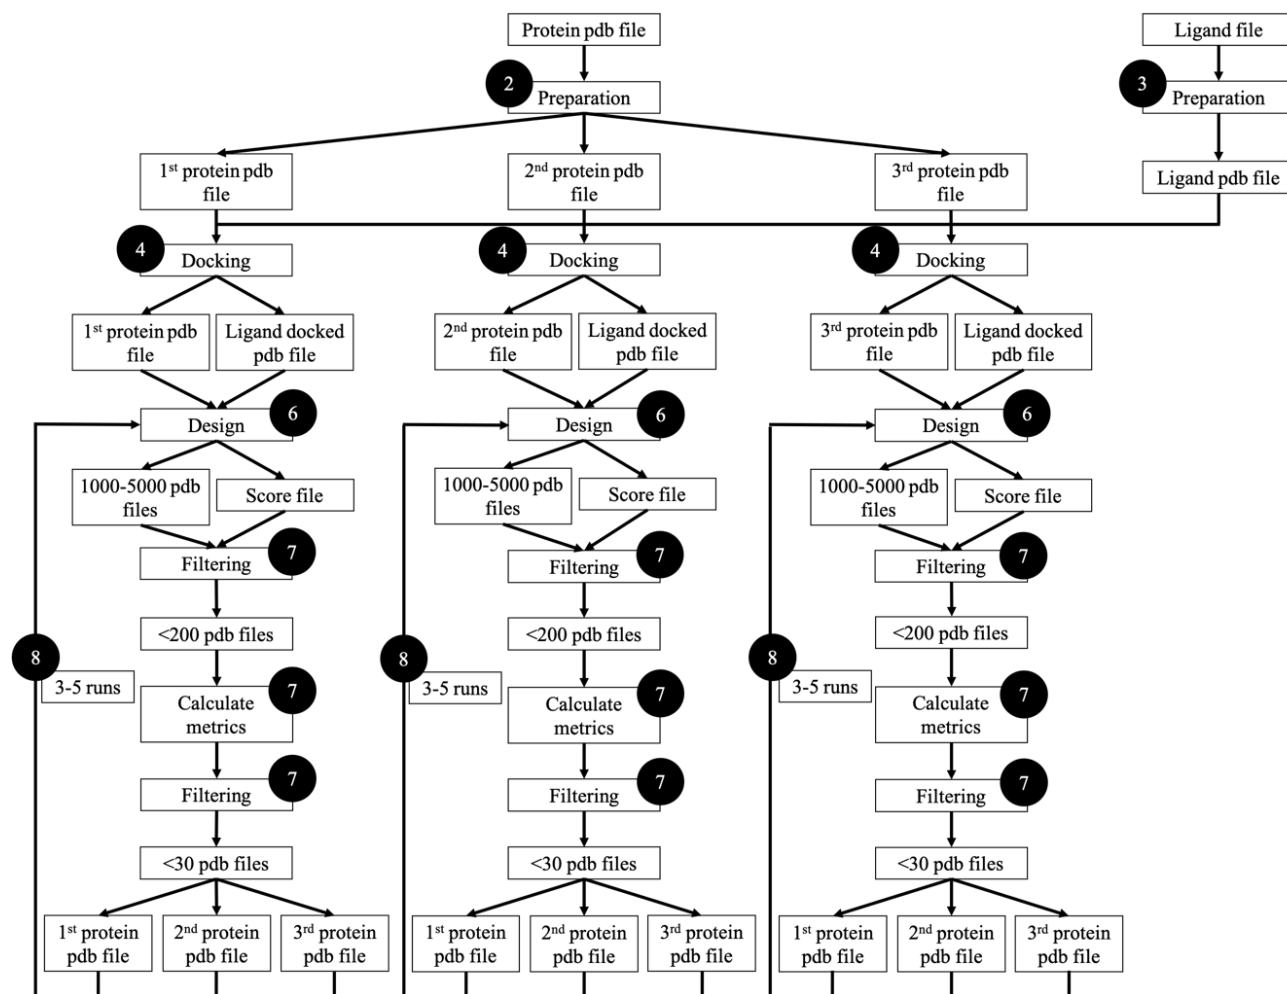 Protein pdb file
Ligand file
2
3
Preparation
Preparation
1st protein pdb
file
2nd protein pdb
file
3rd protein pdb
file
Ligand pdb file
4
4
4
Docking
Docking
Docking
1st protein pdb
file
Ligand docked
pdb file
2nd protein pdb
file
Ligand docked
pdb file
3rd protein pdb
file
Ligand docked
pdb file
6
6
6
Design
Design
Design
1000-5000 pdb
files
Score file
1000-5000 pdb
files
Score file
1000-5000 pdb
files
Score file
7
7
7
Filtering
Filtering
Filtering
<200 pdb files
<200 pdb files
<200 pdb files
8
8
8
3-5 runs
3-5 runs
3-5 runs
7
7
7
Calculate
metrics
Calculate
metrics
Calculate
metrics
7
7
7
Filtering
Filtering
Filtering
<30 pdb files
<30 pdb files
<30 pdb files
1st protein
pdb file
2nd protein
pdb file
3rd protein
pdb file
1st protein
pdb file
2nd protein
pdb file
3rd protein
pdb file
1st protein
pdb file
2nd protein
pdb file
3rd protein
pdb file